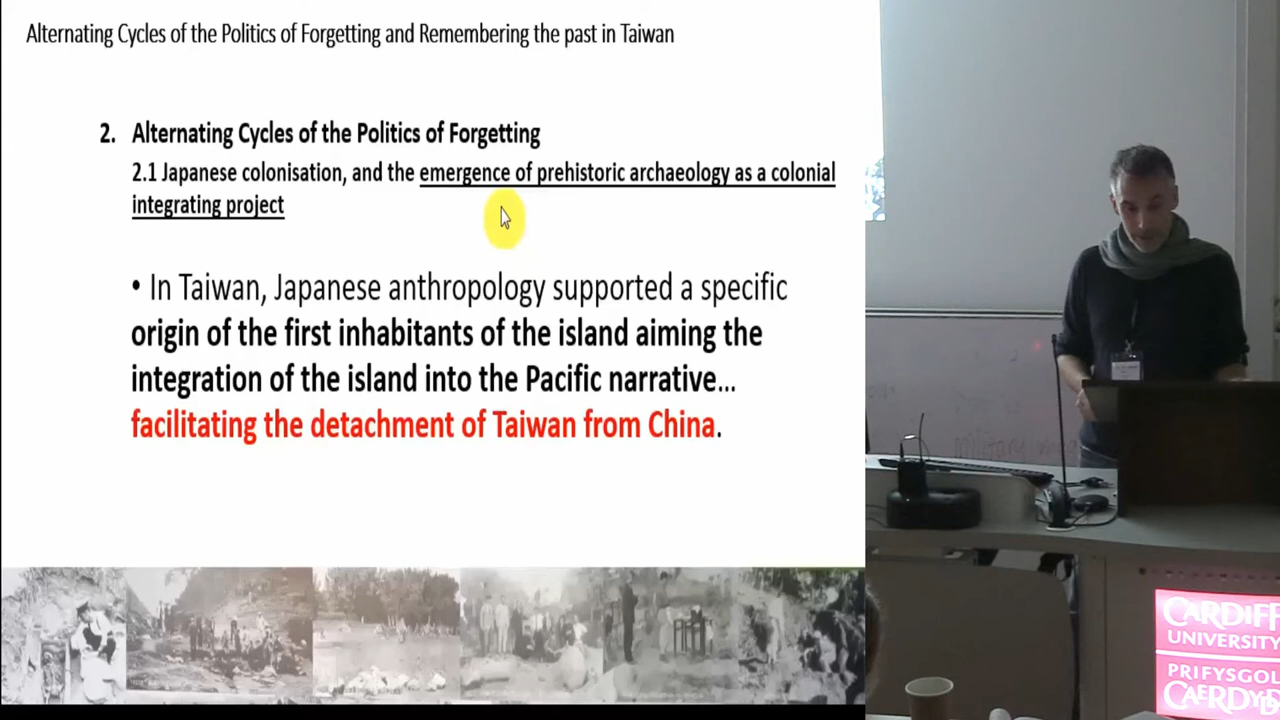 Alternating Cycles of the Politics of Forgetting and Remembering the past in Taiwan
2. Alternating Cycles of the Politics of Forgetting
2.1 Japanese colonisation, and the emergence of prehistoric archaeology as a colonial
integrating project
• In Taiwan, Japanese anthropology supported a specific
origin of the first inhabitants of the island aiming the
integration of the island into the Pacific narrative...
facilitating the detachment of Taiwan from China.
CARDIFF
UNIVERSITY
PRIFYSGOL
CAERDYD